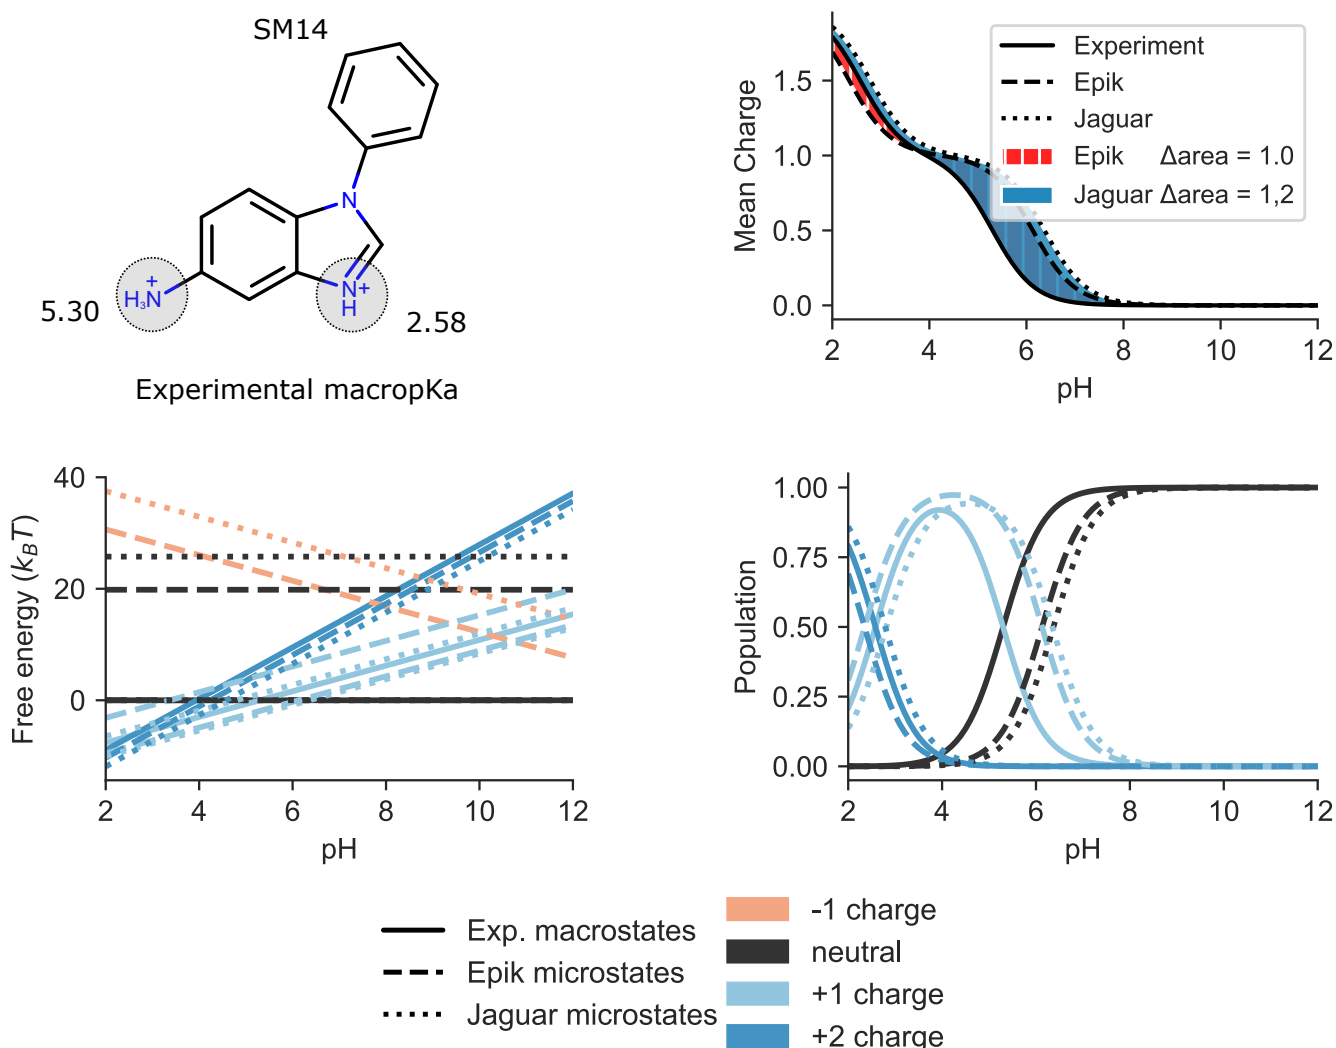 SM14
N
H₃N
+
N
+
H
5.30
2.58
Experimental macropKa
Mean Charge
1.5
1.0
0.5
0.0
2 4 6 8 10 12
pH
Experiment
Epik
Jaguar
Epik Δarea = 1.0
Jaguar Δarea = 1,2
Free energy (k_BT)
40
20
0
2 4 6 8 10 12
pH
Population
1.00
0.75
0.50
0.25
0.00
2 4 6 8 10 12
pH
Exp. macrostates
Epik microstates
Jaguar microstates
-1 charge
neutral
+1 charge
+2 charge